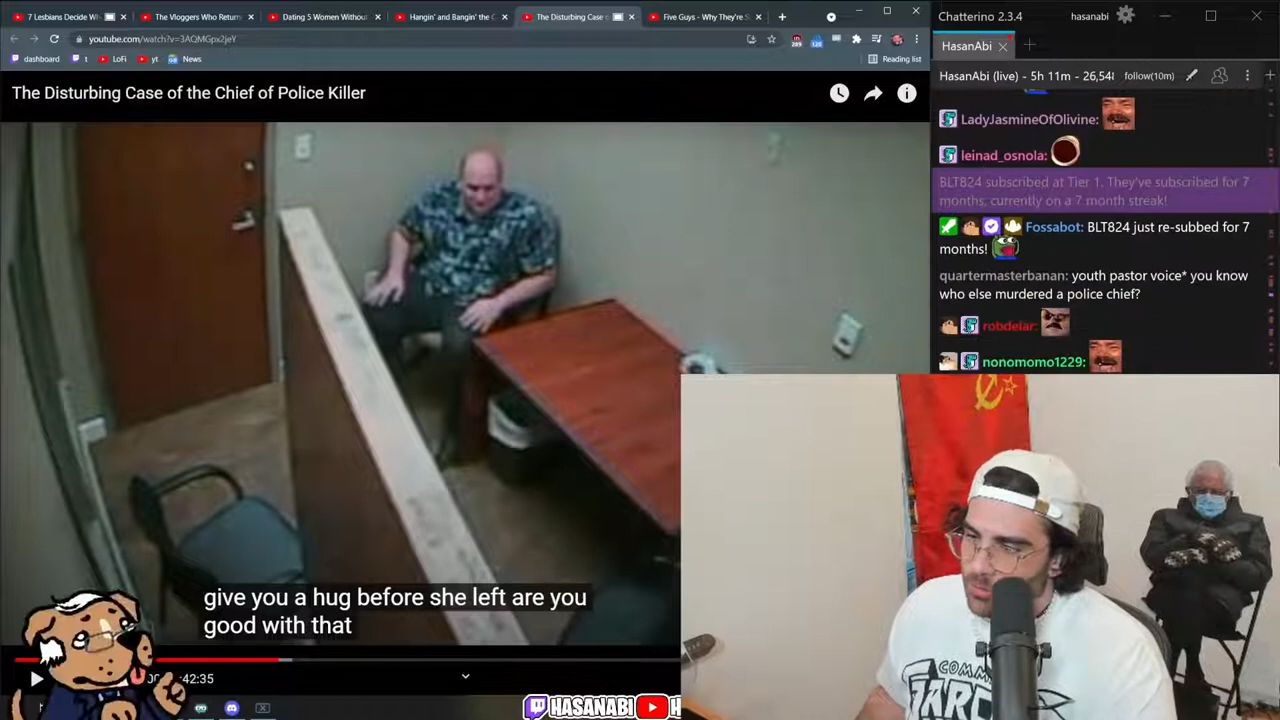 7 Lesbians Decide W
The Vloggers Who Return
Dating 5 Women Without
Hangin' and Bangin' the C
The Disturbing Case o
Five Guys - Why They're S
Chatterino 2.3.4
hasanabi
youtube.com/watch?v=3AQMGpx2jeY
HasanAbi
dashboard
t
LoFi
yt
News
Reading list
HasanAbi (live) - 5h 11m - 26,54
follow(10m)
The Disturbing Case of the Chief of Police Killer
LadyJasmineOfOlivine:
leinad_osnola:
BLT824 subscribed at Tier 1. They've subscribed for 7
months, currently on a 7 month streak!
Fossabot: BLT824 just re-subbed for 7
months!
quartermasterbanan: youth pastor voice* you know
who else murdered a police chief?
robdelar:
nonomomo1229:
give you a hug before she left are you
good with that
42:35
HASANABI